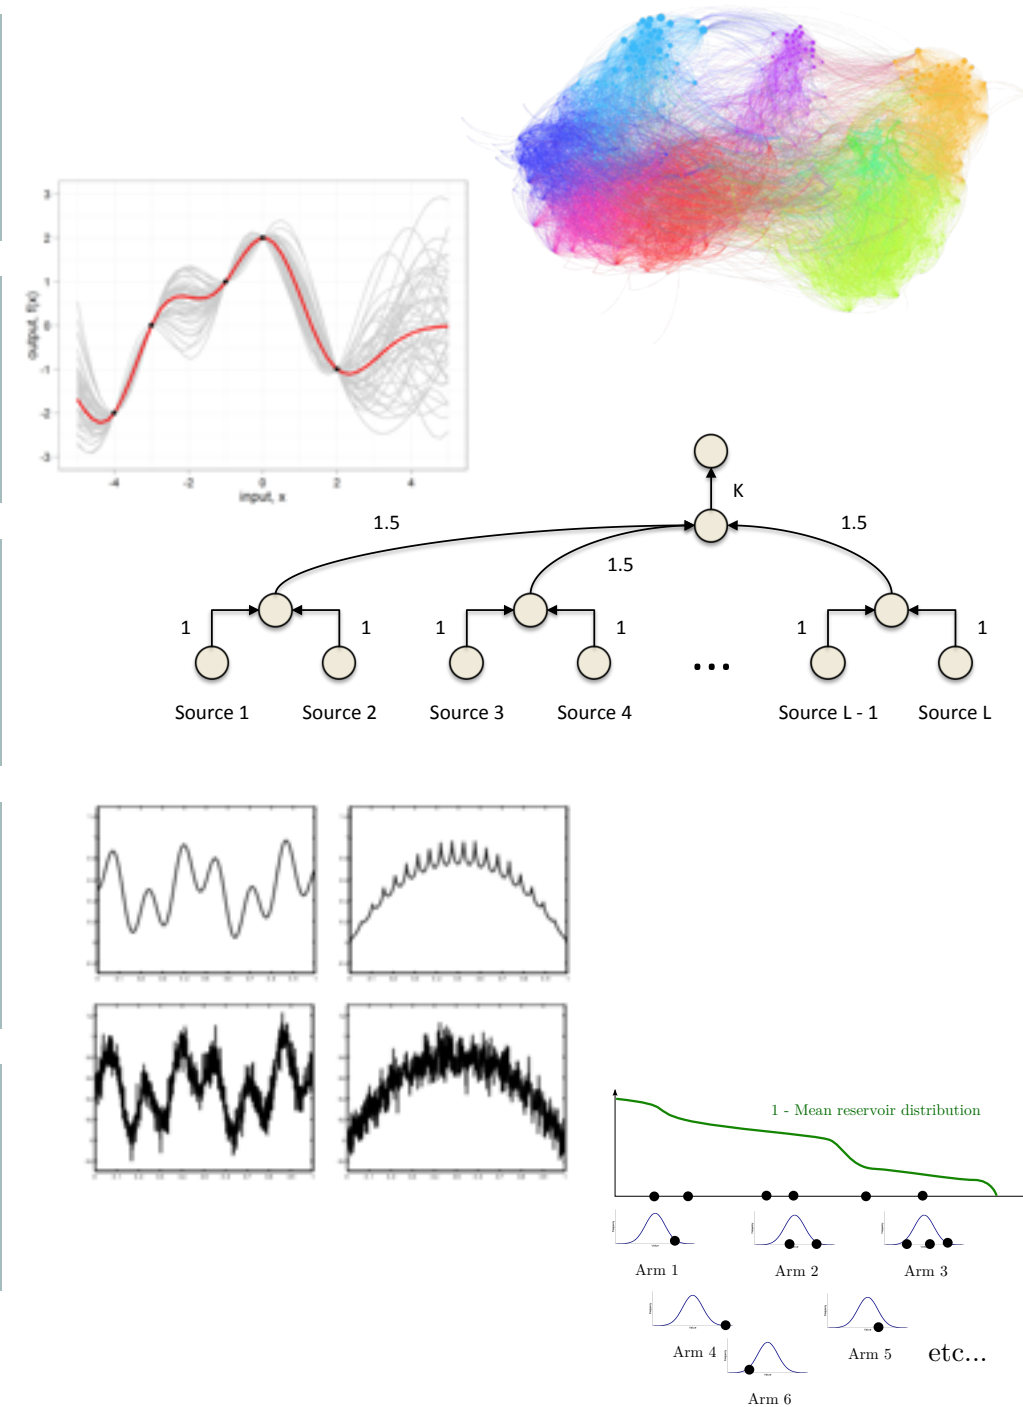 3
2
1
0
-1
-2
-3
output, f(x)
-4 -2 0 2 4
input, x
K
1.5 1.5
1.5
1 1 1 1 1 1
...
Source 1 Source 2 Source 3 Source 4 Source L - 1 Source L
1 - Mean reservoir distribution
Arm 1 Arm 2 Arm 3
Arm 4 Arm 5 etc...
Arm 6